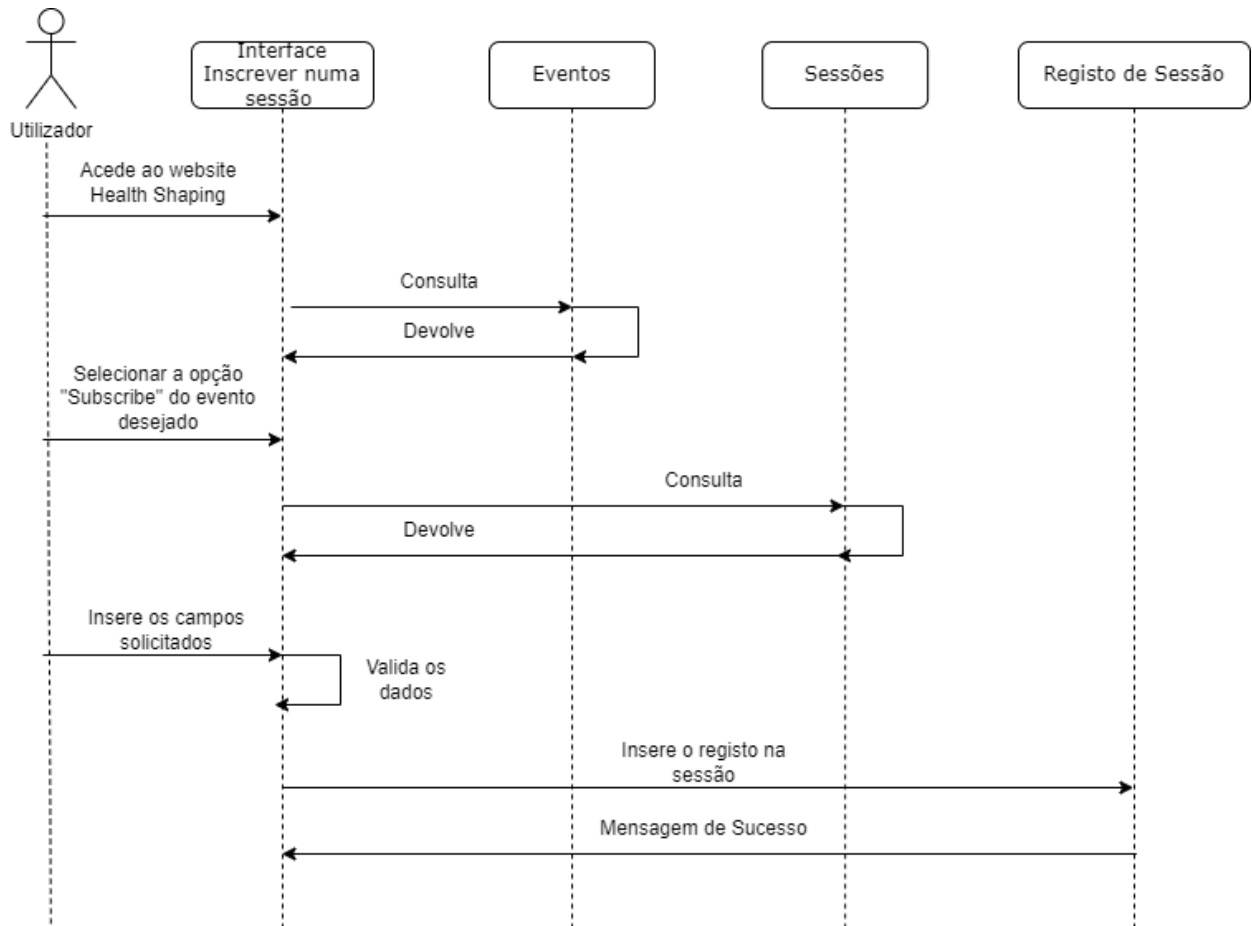 Interface
Inscrever numa
sessão
Eventos
Sessões
Registo de Sessão
Utilizador
Acede ao website
Health Shaping
Consulta
Devolve
Selecionar a opção
"Subscribe" do evento
desejado
Consulta
Devolve
Insere os campos
solicitados
Valida os
dados
Insere o registo na
sessão
Mensagem de Sucesso